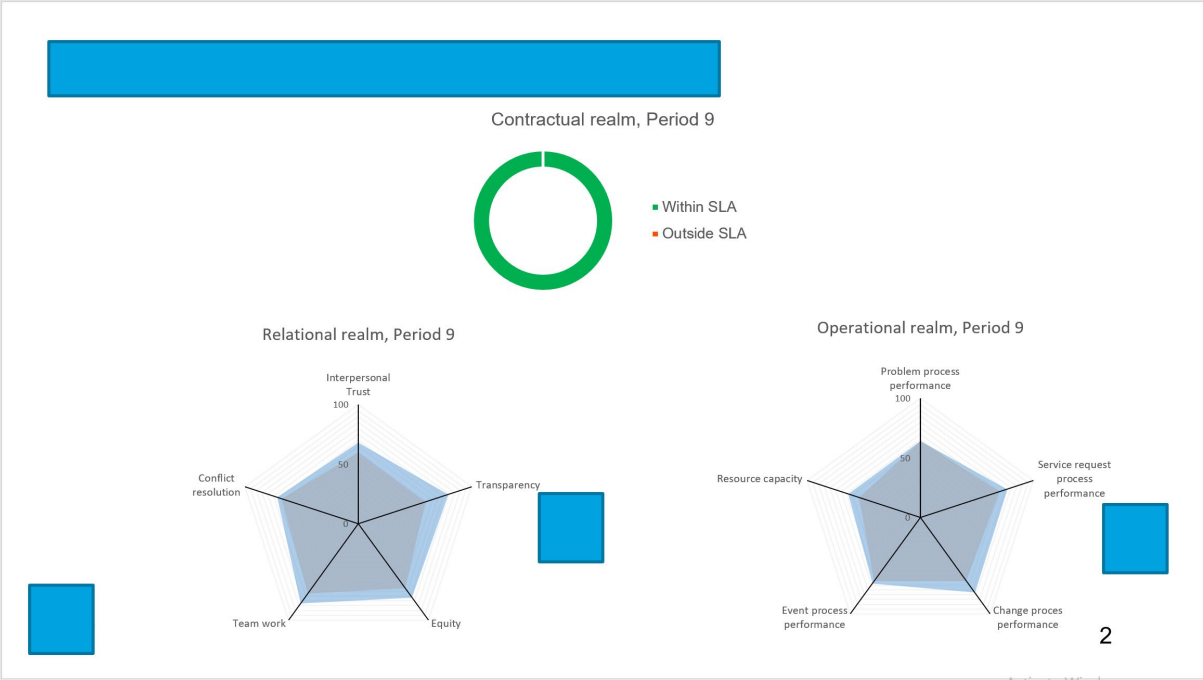 Contractual realm, Period 9
Within SLA
Outside SLA
Relational realm, Period 9
Interpersonal
Trust
100
50
0
Transparency
Equity
Team work
Conflict
resolution
Operational realm, Period 9
Problem process
performance
100
50
0
Service request
process
performance
Change proces
performance
Event process
performance
Resource capacity
2